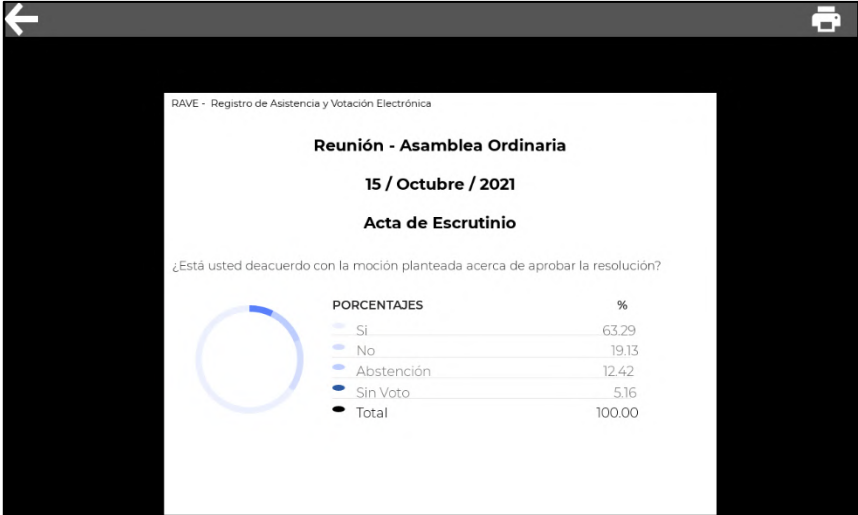 RAVE - Registro de Asistencia y Votación Electrónica
Reunión - Asamblea Ordinaria
15 / Octubre / 2021
Acta de Escrutinio
¿Está usted deacuerdo con la moción planteada acerca de aprobar la resolución?
PORCENTAJES %
Si 63.29
No 19.13
Abstención 12.42
Sin Voto 5.16
Total 100.00